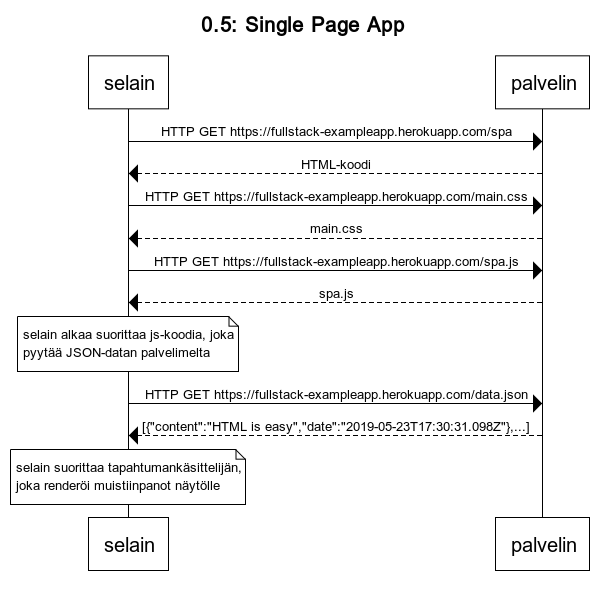 0.5: Single Page App
selain
palvelin
HTTP GET https://fullstack-exampleapp.herokuapp.com/spa
HTML-koodi
HTTP GET https://fullstack-exampleapp.herokuapp.com/main.css
main.css
HTTP GET https://fullstack-exampleapp.herokuapp.com/spa.js
spa.js
selain alkaa suorittaa js-koodia, joka
pyytää JSON-datan palvelimelta
HTTP GET https://fullstack-exampleapp.herokuapp.com/data.json
[{"content":"HTML is easy","date":"2019-05-23T17:30:31.098Z"},...]
selain suorittaa tapahtumankäsittelijän,
joka renderöi muistiinpanot näytölle
selain
palvelin